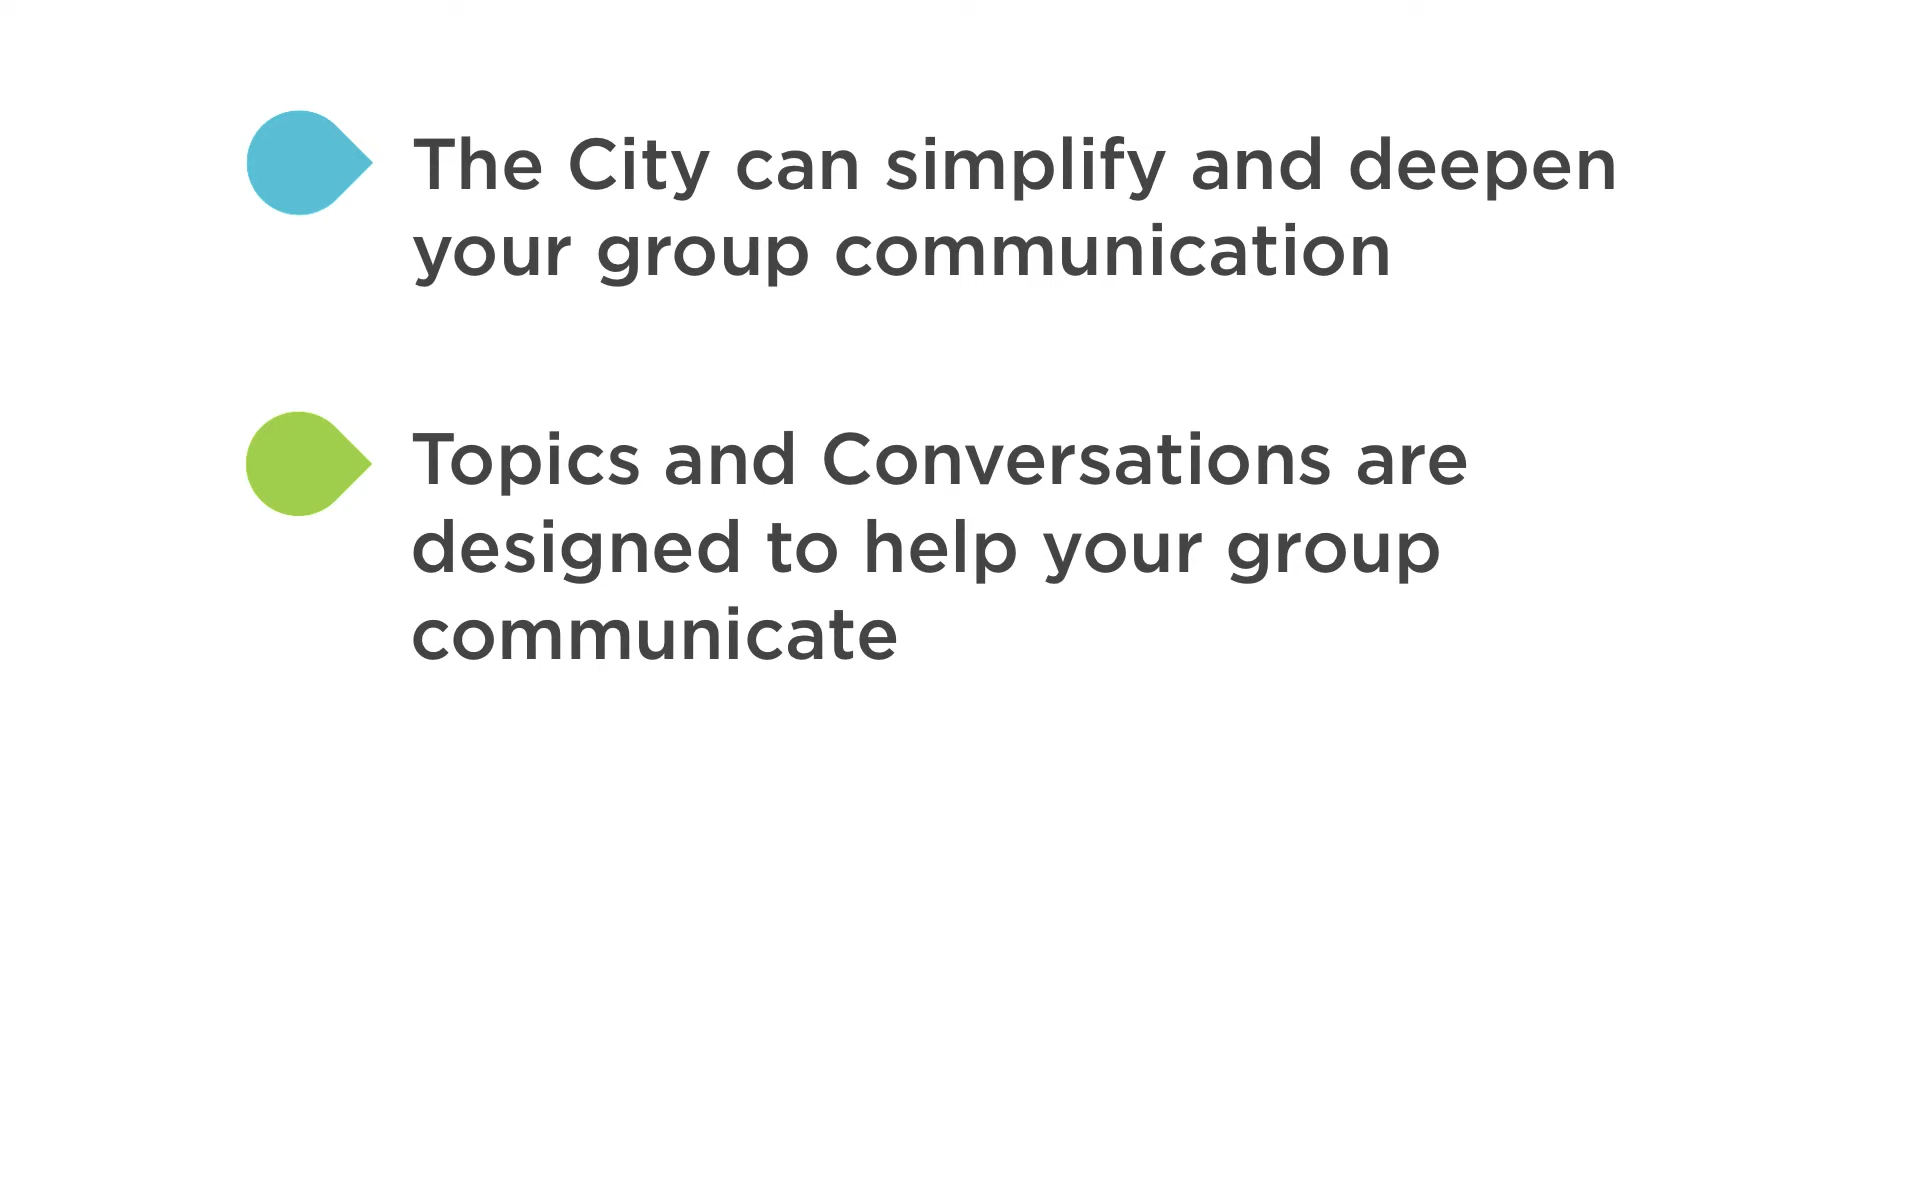 The City can simplify and deepen
your group communication
Topics and Conversations are
designed to help your group
communicate